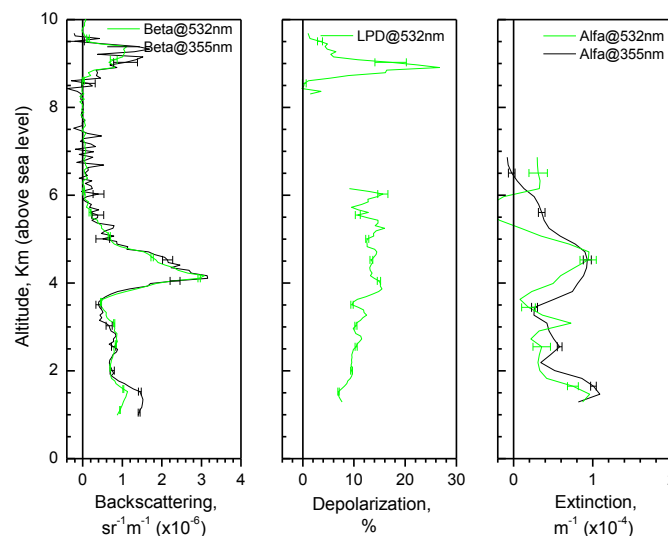 Beta@532nm
Beta@355nm
LPD@532nm
Alfa@532nm
Alfa@355nm
Altitude, Km (above sea level)
10
8
6
4
2
0
0 1 2 3 4
0 10 20 30
0 1 2
Backscattering,
sr⁻¹m⁻¹ (x10⁻⁶)
Depolarization,
%
Extinction,
m⁻¹ (x10⁻⁴)